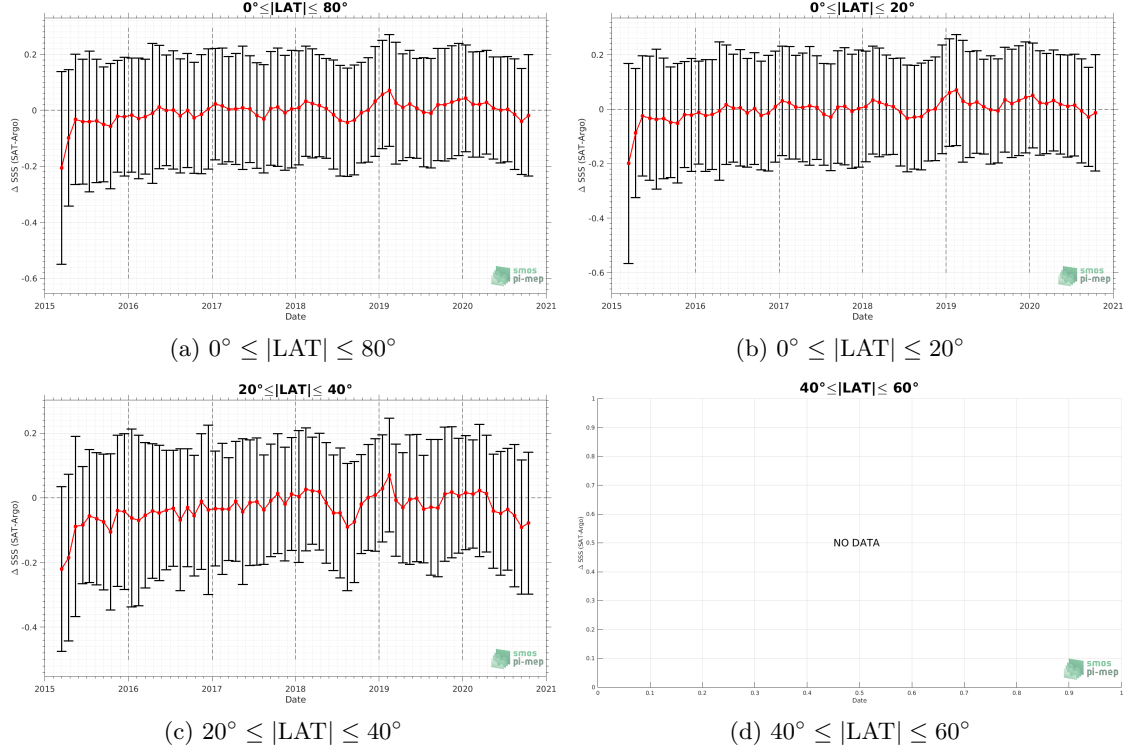 0°≤|LAT|≤ 80°
0.2
0
-0.2
-0.4
-0.6
Δ SSS (SAT-Argo)
2015 2016 2017 2018 2019 2020 2021
Date
smos
pi-mep
(a) 0° ≤ |LAT| ≤ 80°
0°≤|LAT|≤ 20°
0.2
0
-0.2
-0.4
-0.6
Δ SSS (SAT-Argo)
2015 2016 2017 2018 2019 2020 2021
Date
smos
pi-mep
(b) 0° ≤ |LAT| ≤ 20°
20°≤|LAT|≤ 40°
0.2
0
-0.2
-0.4
Δ SSS (SAT-Argo)
2015 2016 2017 2018 2019 2020 2021
Date
smos
pi-mep
(c) 20° ≤ |LAT| ≤ 40°
40°≤|LAT|≤ 60°
1
0.9
0.8
0.7
0.6
0.5
0.4
0.3
0.2
0.1
0
Δ SSS (SAT-Argo)
NO DATA
0 0.1 0.2 0.3 0.4 0.5 0.6 0.7 0.8 0.9 1
Date
smos
pi-mep
(d) 40° ≤ |LAT| ≤ 60°